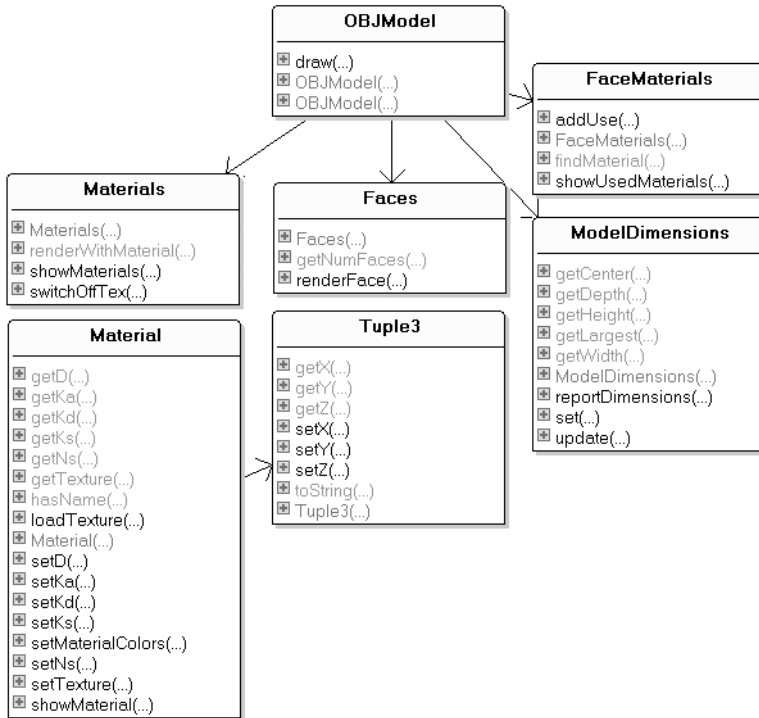 OBJModel
draw(...)
OBJModel(...)
OBJModel(...)
FaceMaterials
addUse(...)
FaceMaterials(...)
findMaterial(...)
showUsedMaterials(...)
Materials
Materials(...)
renderWithMaterial(...)
showMaterials(...)
switchOffTex(...)
Faces
Faces(...)
getNumFaces(...)
renderFace(...)
ModelDimensions
getCenter(...)
getDepth(...)
getHeight(...)
getLargest(...)
getWidth(...)
ModelDimensions(...)
reportDimensions(...)
set(...)
update(...)
Material
getD(...)
getKa(...)
getKd(...)
getKs(...)
getNs(...)
getTexture(...)
hasName(...)
loadTexture(...)
Material(...)
setD(...)
setKa(...)
setKd(...)
setKs(...)
setMaterialColors(...)
setNs(...)
setTexture(...)
showMaterial(...)
Tuple3
getX(...)
getY(...)
getZ(...)
setX(...)
setY(...)
setZ(...)
toString(...)
Tuple3(...)